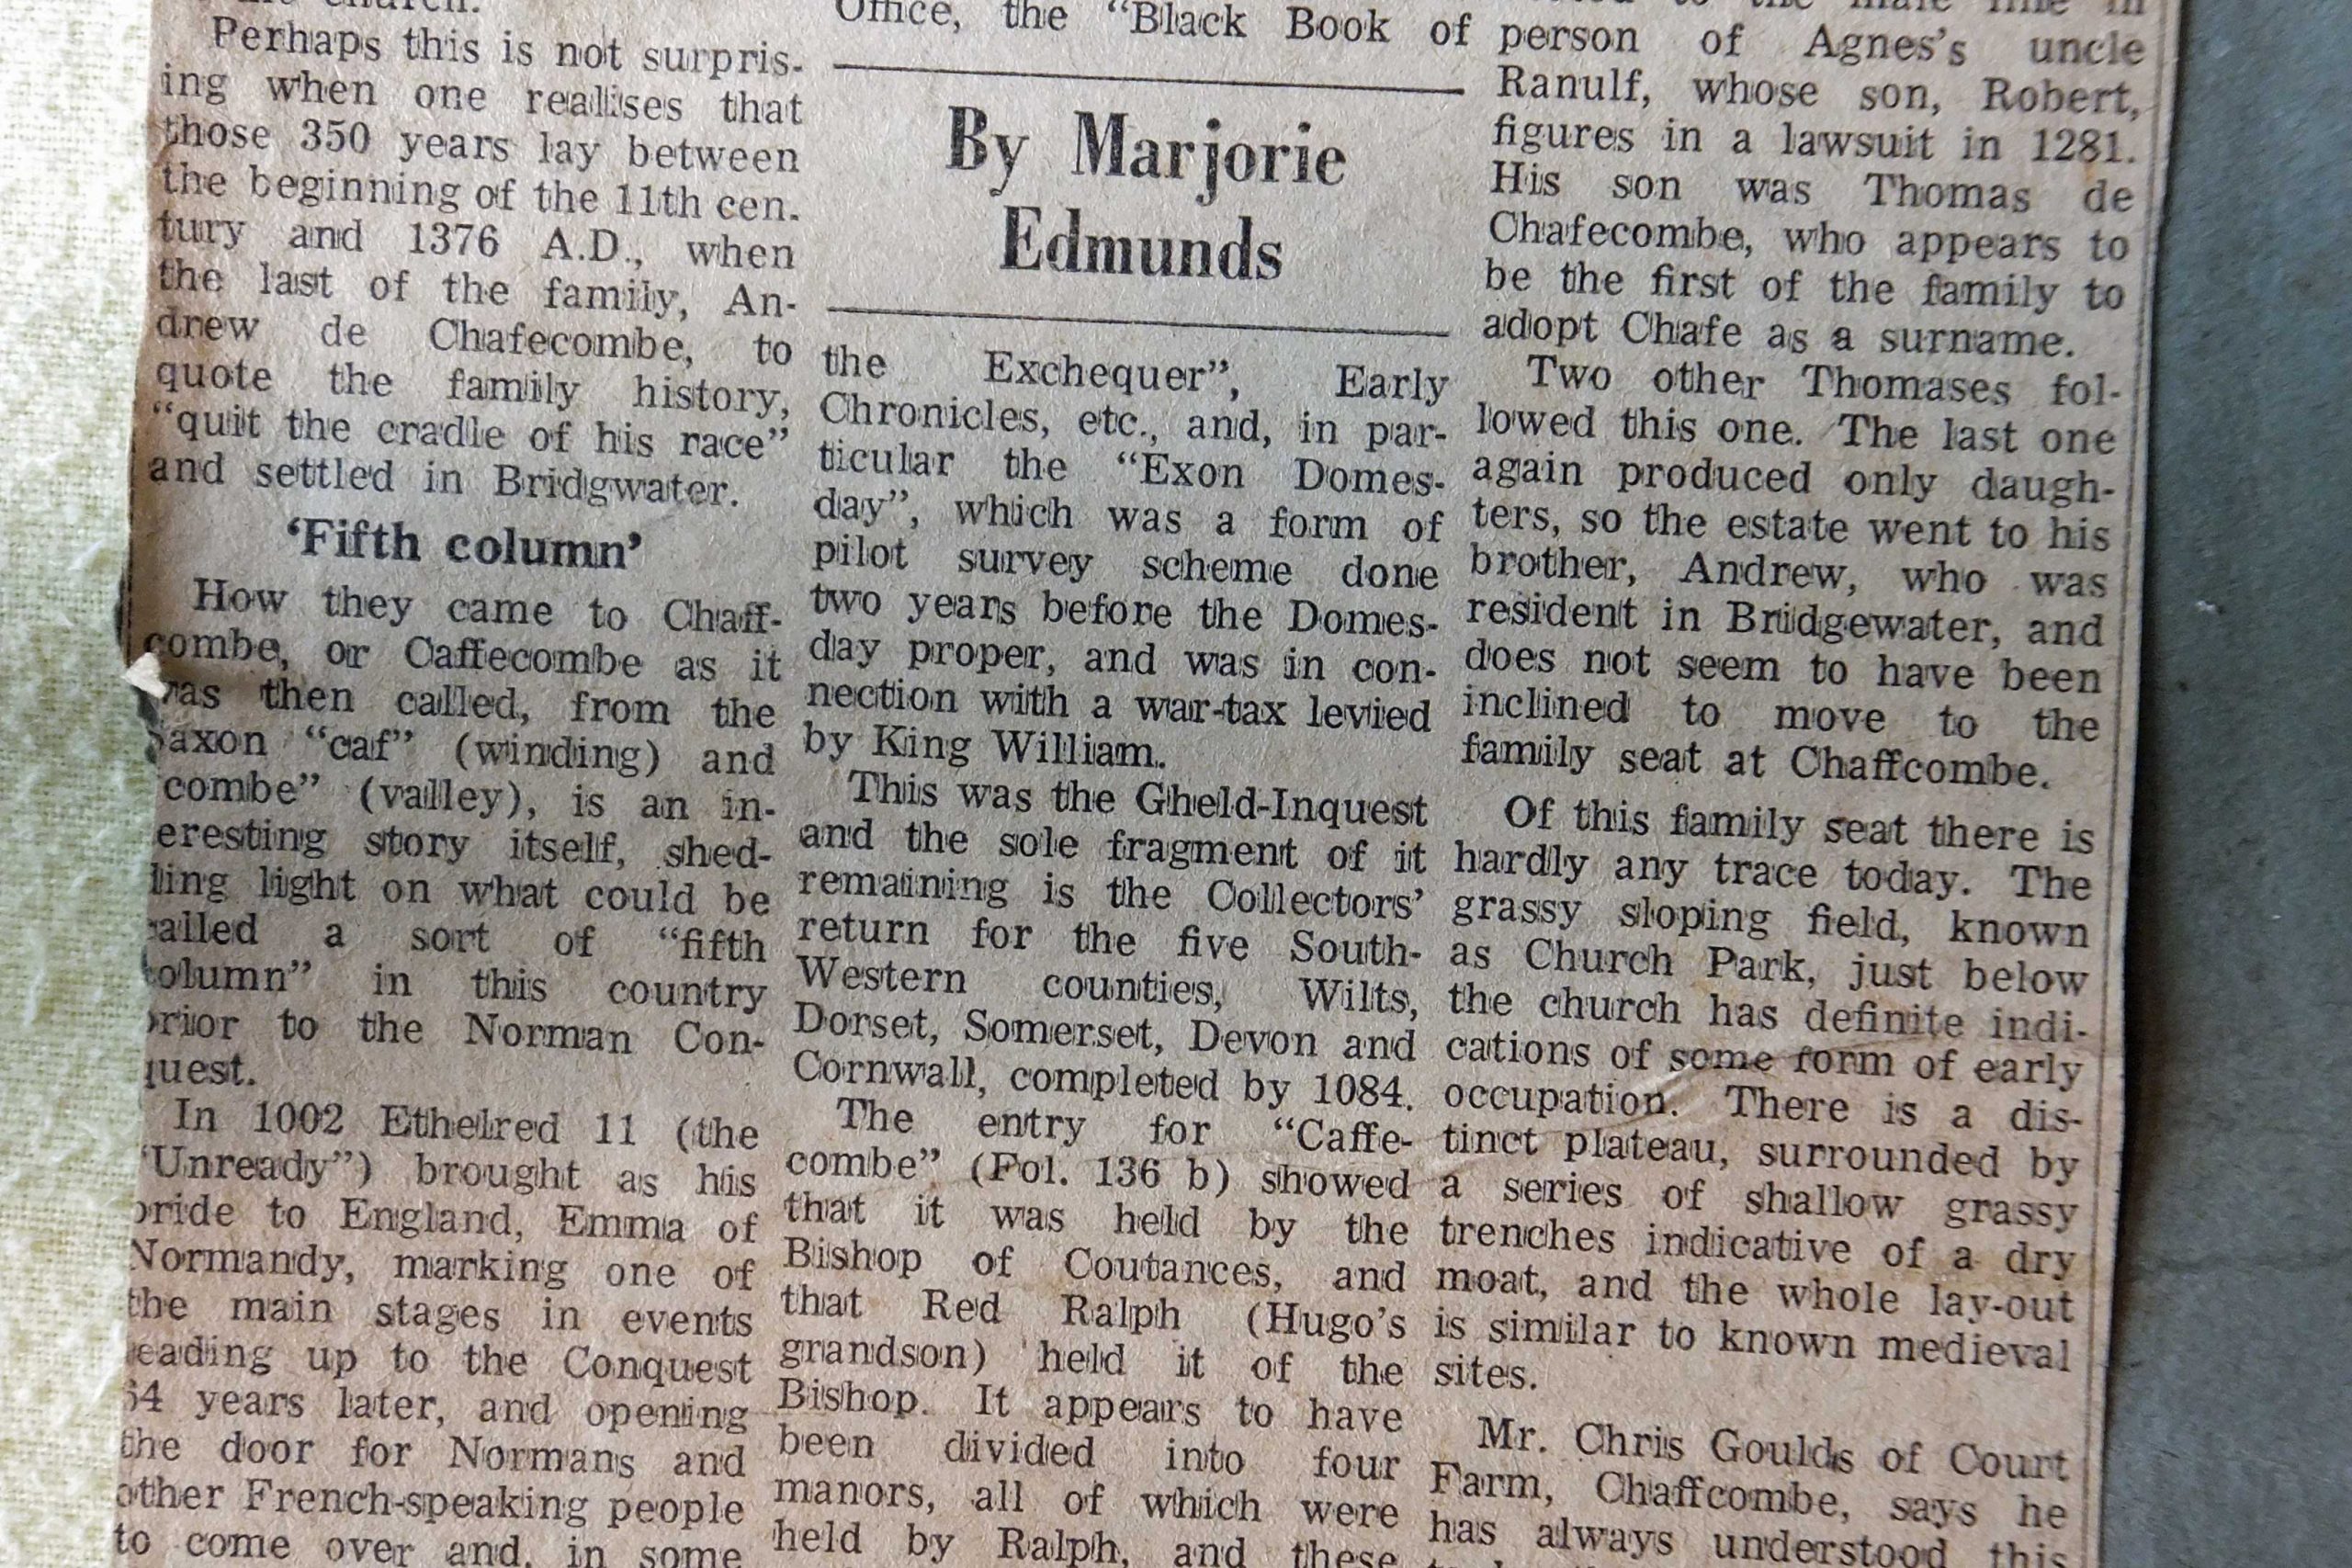 church.
Perhaps this is not surpris-
ing when one realises that
those 350 years lay between
the beginning of the 11th cen-
tury and 1376 A.D., when
the last of the family, An-
drew de Chafecombe, to
quote the family history,
"quit the cradle of his race"
and settled in Bridgwater.
'Fifth column'
How they came to Chaff-
combe, or Caffecombe as it
was then called, from the
Saxon "caf" (winding) and
combe" (valley), is an in-
eresting story itself, shed-
ling light on what could be
alled a sort of "fifth
olumn" in this country
rior to the Norman Con-
uest.
In 1002 Ethelred 11 (the
"Unready") brought as his
bride to England, Emma of
Normandy, marking one of
the main stages in events
eading up to the Conquest
64 years later, and opening
the door for Normans and
other French-speaking people
to come over and, in some
Office, the "Black Book of
By Marjorie
Edmunds
the Exchequer", Early
Chronicles, etc., and, in par-
ticular the "Exon Domes-
day", which was a form of
pilot survey scheme done
two years before the Domes-
day proper, and was in con-
nection with a war-tax levied
by King William.
This was the Gheld-Inquest
and the sole fragment of it
remaining is the Collectors'
return for the five South-
Western counties, Wilts,
Dorset, Somerset, Devon and
Cornwall, completed by 1084.
The entry for "Caffe-
combe" (Fol. 136 b) showed
that it was held by the
Bishop of Coutances, and
that Red Ralph (Hugo's
grandson) held it of the
Bishop. It appears to have
been divided into four
manors, all of which were
held by Ralph, and these
to the male line in
person of Agnes's uncle
Ranulf, whose son, Robert,
figures in a lawsuit in 1281.
His son was Thomas de
Chafecombe, who appears to
be the first of the family to
adopt Chafe as a surname.
Two other Thomases fol-
lowed this one. The last one
again produced only daugh-
ters, so the estate went to his
brother, Andrew, who was
resident in Bridgewater, and
does not seem to have been
inclined to move to the
family seat at Chaffcombe.
Of this family seat there is
hardly any trace today. The
grassy sloping field, known
as Church Park, just below
the church has definite indi-
cations of some form of early
occupation. There is a dis-
tinct plateau, surrounded by
a series of shallow grassy
trenches indicative of a dry
moat, and the whole lay-out
is similar to known medieval
sites.
Mr. Chris Goulds of Court
Farm, Chaffcombe, says he
has always understood this